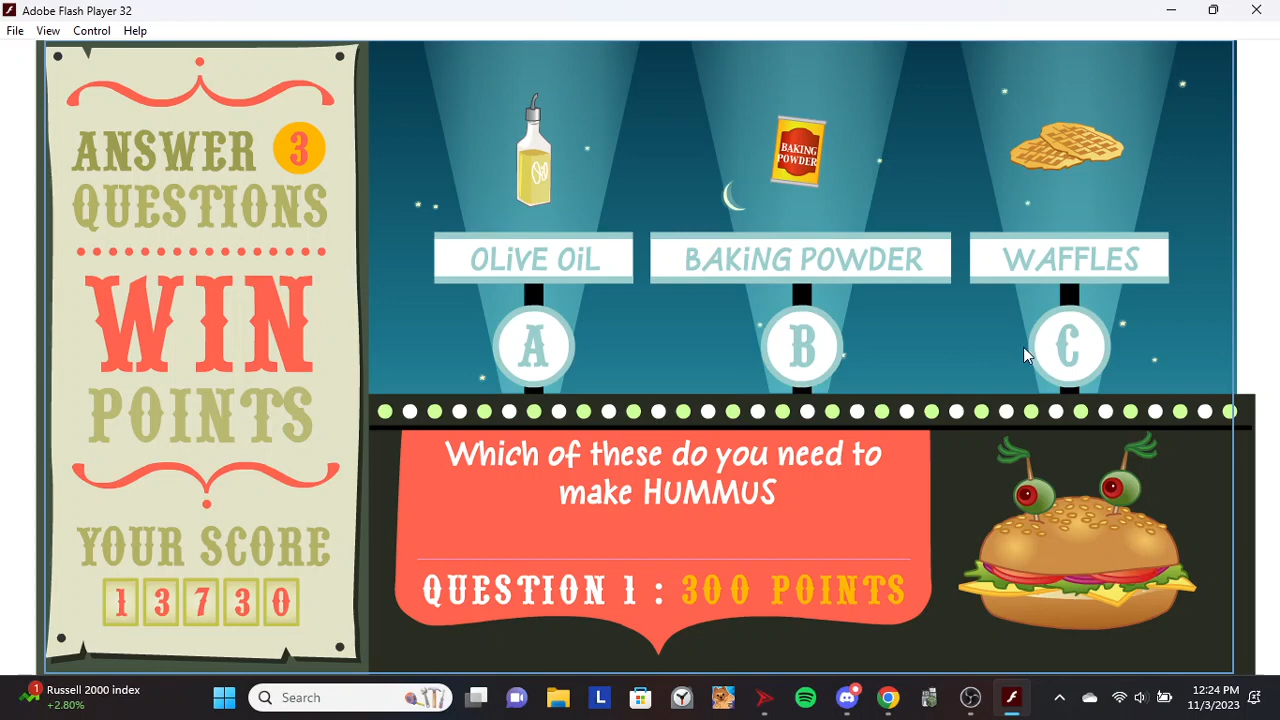 Adobe Flash Player 32
File View Control Help
ANSWER 3
QUESTIONS
WIN
POINTS
YOUR SCORE
1 3 7 3 0
BAKING
POWDER
OLiVE OiL
BAKiNG POWDER
WAFFLES
A
B
C
Which of these do you need to
make HUMMUS
QUESTION 1 : 300 POINTS
1
Russell 2000 index
+2.80%
Search
L
12:24 PM
11/3/2023